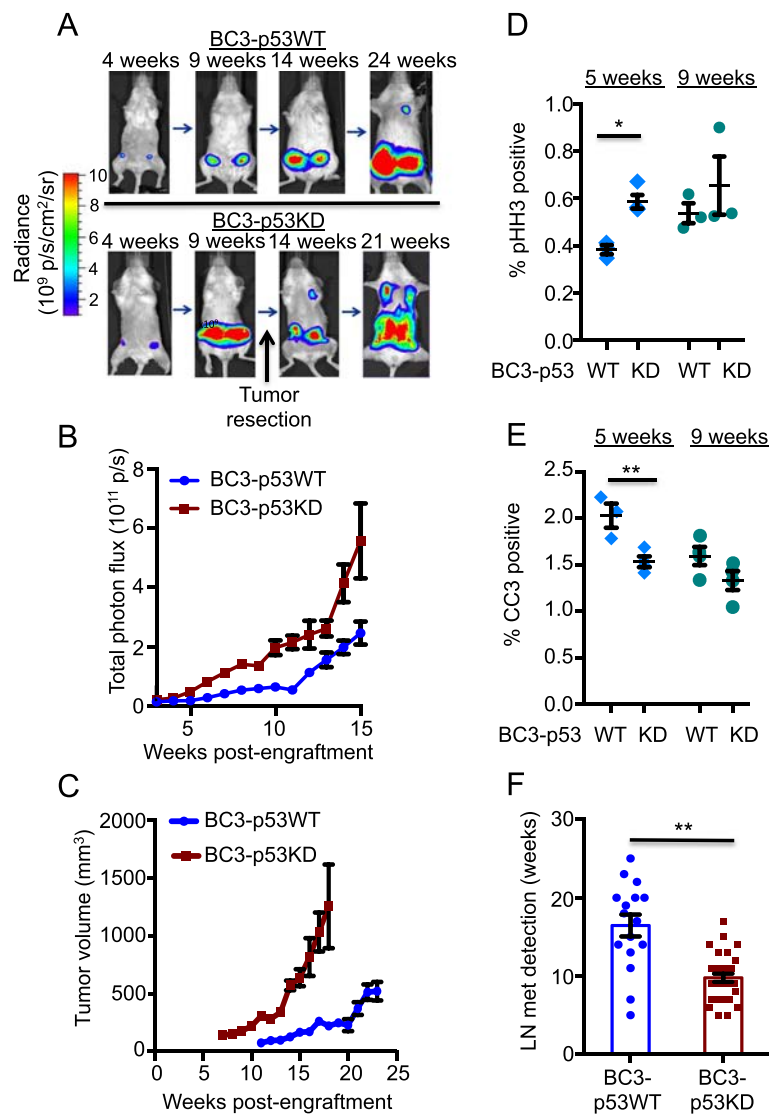 A
BC3-p53WT
4 weeks 9 weeks 14 weeks 24 weeks
BC3-p53KD
4 weeks 9 weeks 14 weeks 21 weeks
Radiance
(10⁹ p/s/cm²/sr)
10
8
6
4
2
x10⁹
Tumor
resection
B
BC3-p53WT
BC3-p53KD
Total photon flux (10¹¹ p/s)
8
6
4
2
0
5 10 15
Weeks post-engraftment
C
BC3-p53WT
BC3-p53KD
Tumor volume (mm³)
2000
1500
1000
500
0
0 5 10 15 20 25
Weeks post-engraftment
D
5 weeks 9 weeks
*
% pHH3 positive
1.0
0.8
0.6
0.4
0.2
0.0
BC3-p53 WT KD WT KD
E
5 weeks 9 weeks
**
% CC3 positive
2.5
2.0
1.5
1.0
0.5
0.0
BC3-p53 WT KD WT KD
F
**
LN met detection (weeks)
30
20
10
0
BC3- BC3-
p53WT p53KD